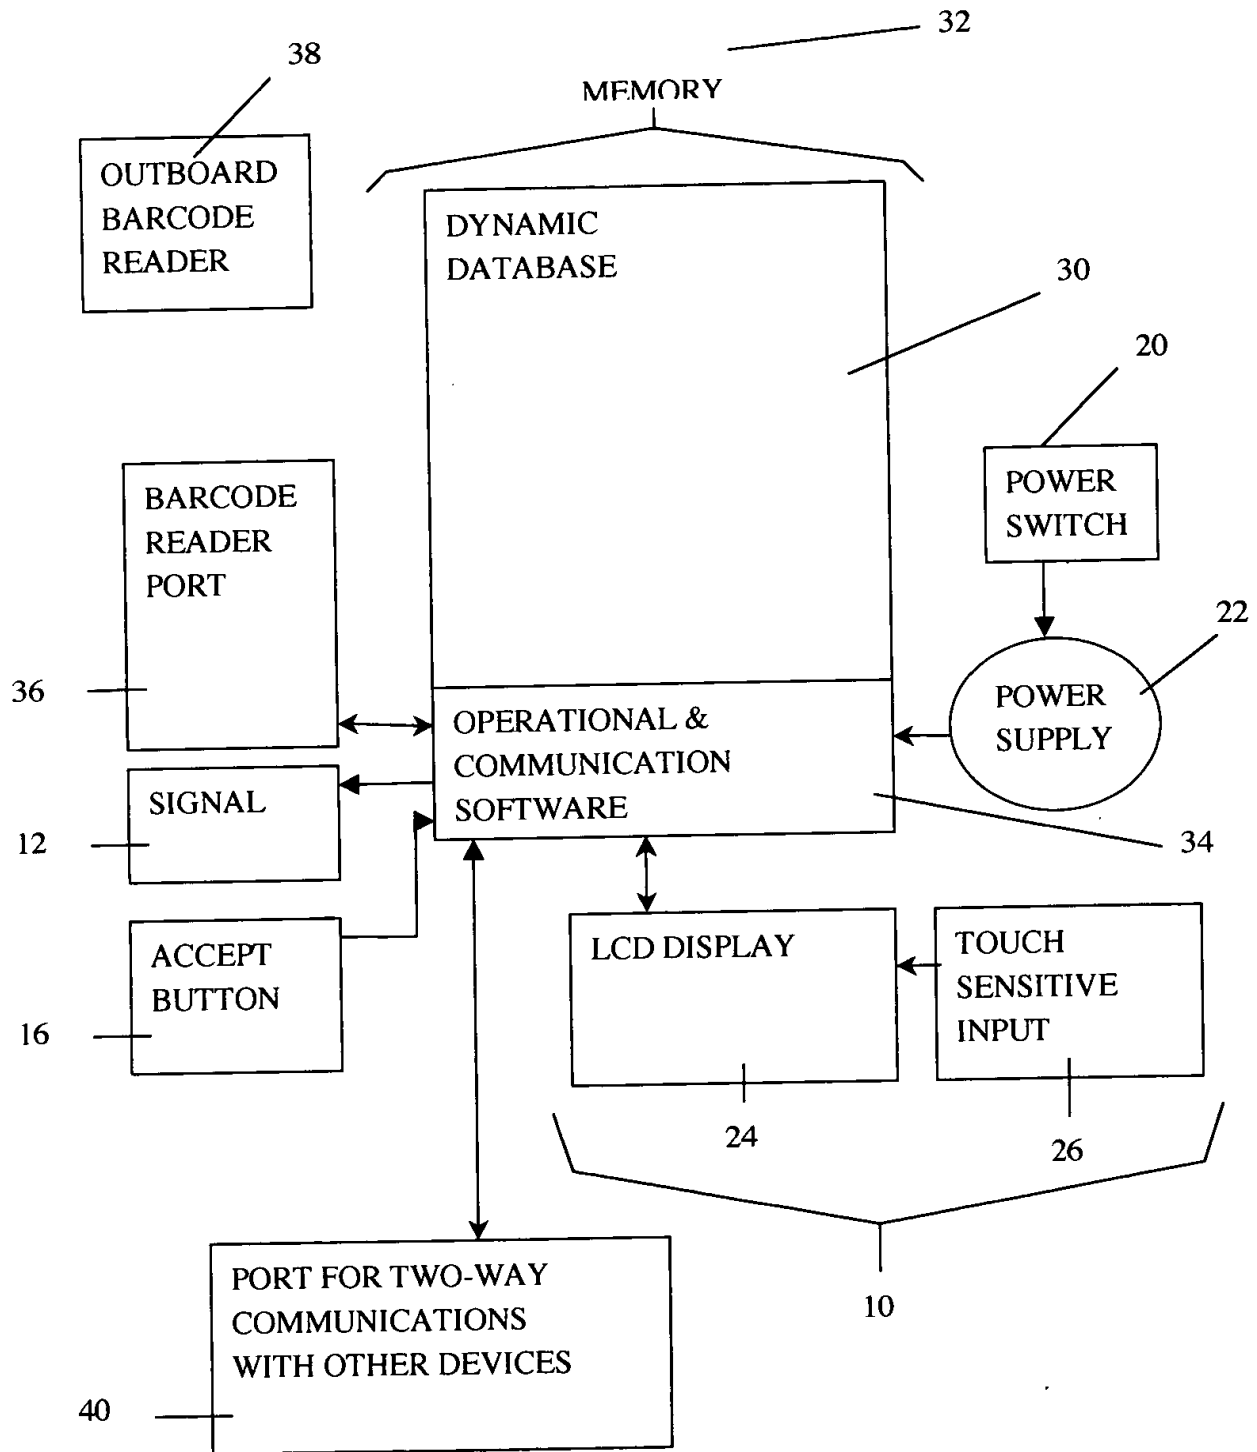 32
38
MEMORY
OUTBOARD
BARCODE
READER
DYNAMIC
DATABASE
30
20
BARCODE
READER
PORT
POWER
SWITCH
22
36
POWER
SUPPLY
OPERATIONAL &
COMMUNICATION
SOFTWARE
SIGNAL
12
34
ACCEPT
BUTTON
LCD DISPLAY
TOUCH
SENSITIVE
INPUT
16
24
26
PORT FOR TWO-WAY
COMMUNICATIONS
WITH OTHER DEVICES
10
40